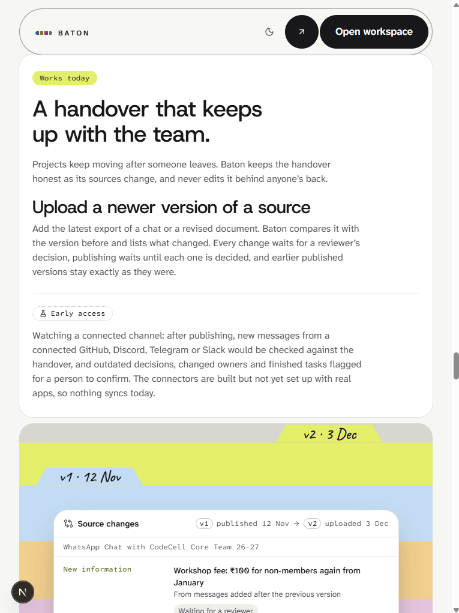 BATON
Open workspace
Works today
A handover that keeps
up with the team.
Projects keep moving after someone leaves. Baton keeps the handover
honest as its sources change, and never edits it behind anyone's back.
Upload a newer version of a source
Add the latest export of a chat or a revised document. Baton compares it with
the version before and lists what changed. Every change waits for a reviewer's
decision, publishing waits until each one is decided, and earlier published
versions stay exactly as they were.
Early access
Watching a connected channel: after publishing, new messages from a
connected GitHub, Discord, Telegram or Slack would be checked against the
handover, and outdated decisions, changed owners and finished tasks flagged
for a person to confirm. The connectors are built but not yet set up with real
apps, so nothing syncs today.
v2 · 3 Dec
v1 · 12 Nov
Source changes
v1 published 12 Nov → v2 uploaded 3 Dec
WhatsApp Chat with CodeCell Core Team 26-27
New information
Workshop fee: ₹100 for non-members again from
January
From messages added after the previous version
Waiting for a reviewer
N